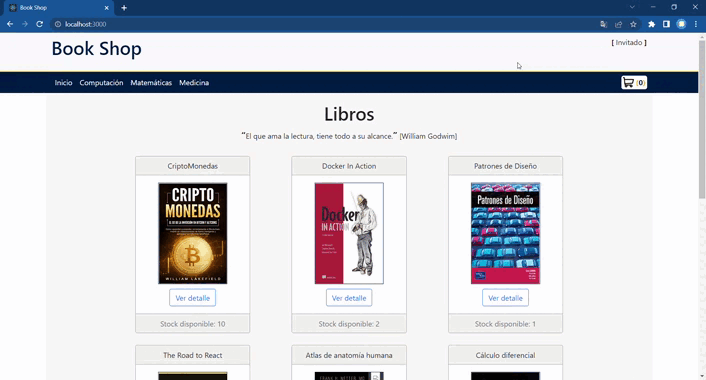 Book Shop
localhost:3000
Book Shop
[ Invitado ]
Inicio Computación Matemáticas Medicina
(0)
Libros
“El que ama la lectura, tiene todo a su alcance.” [William Godwim]
CriptoMonedas
Docker In Action
Patrones de Diseño
CRIPTO
MONEDAS
WILLIAM LAKEFIELD
Docker
IN ACTION
Patrones de Diseño
Ver detalle
Ver detalle
Ver detalle
Stock disponible: 10
Stock disponible: 2
Stock disponible: 1
The Road to React
Atlas de anatomía humana
Cálculo diferencial